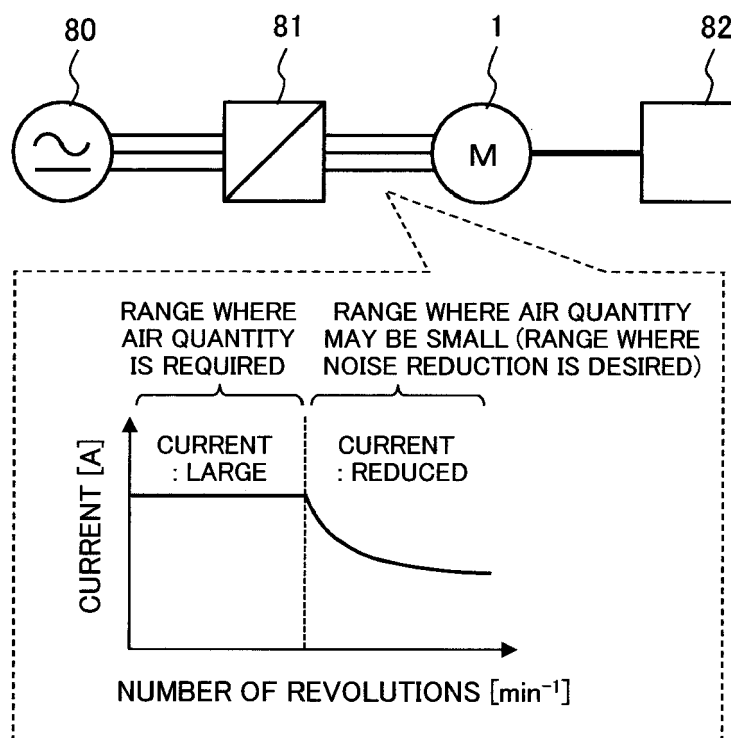 80
81
1
82
M
RANGE WHERE
AIR QUANTITY
IS REQUIRED
RANGE WHERE AIR QUANTITY
MAY BE SMALL (RANGE WHERE
NOISE REDUCTION IS DESIRED)
CURRENT
: LARGE
CURRENT
: REDUCED
CURRENT [A]
NUMBER OF REVOLUTIONS [min⁻¹]